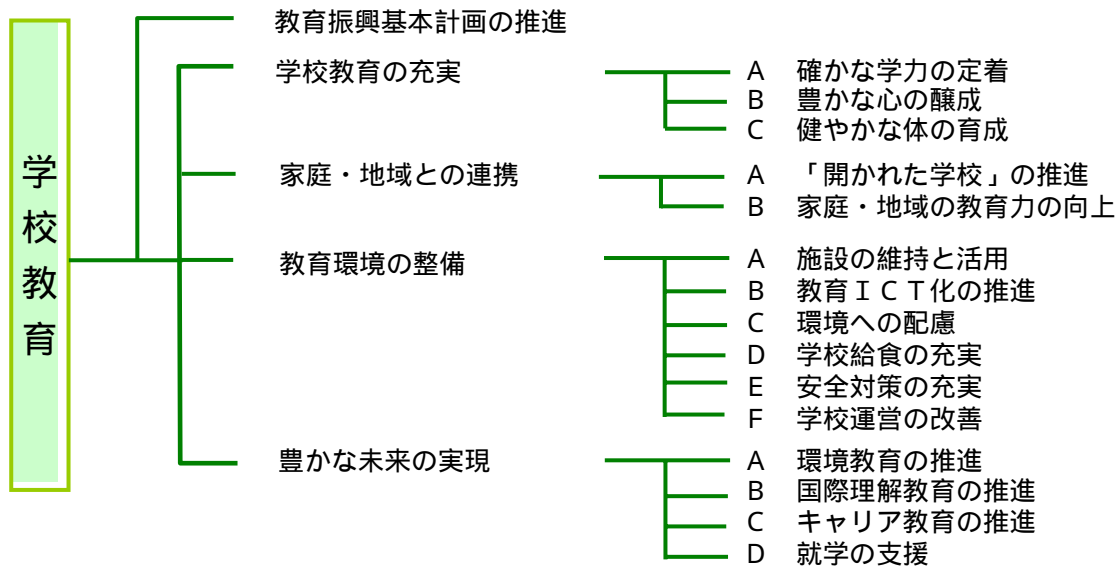 学校教育
教育振興基本計画の推進
学校教育の充実
A 確かな学力の定着
B 豊かな心の醸成
C 健やかな体の育成
家庭・地域との連携
A 「開かれた学校」の推進
B 家庭・地域の教育力の向上
教育環境の整備
A 施設の維持と活用
B 教育ＩＣＴ化の推進
C 環境への配慮
D 学校給食の充実
E 安全対策の充実
F 学校運営の改善
豊かな未来の実現
A 環境教育の推進
B 国際理解教育の推進
C キャリア教育の推進
D 就学の支援